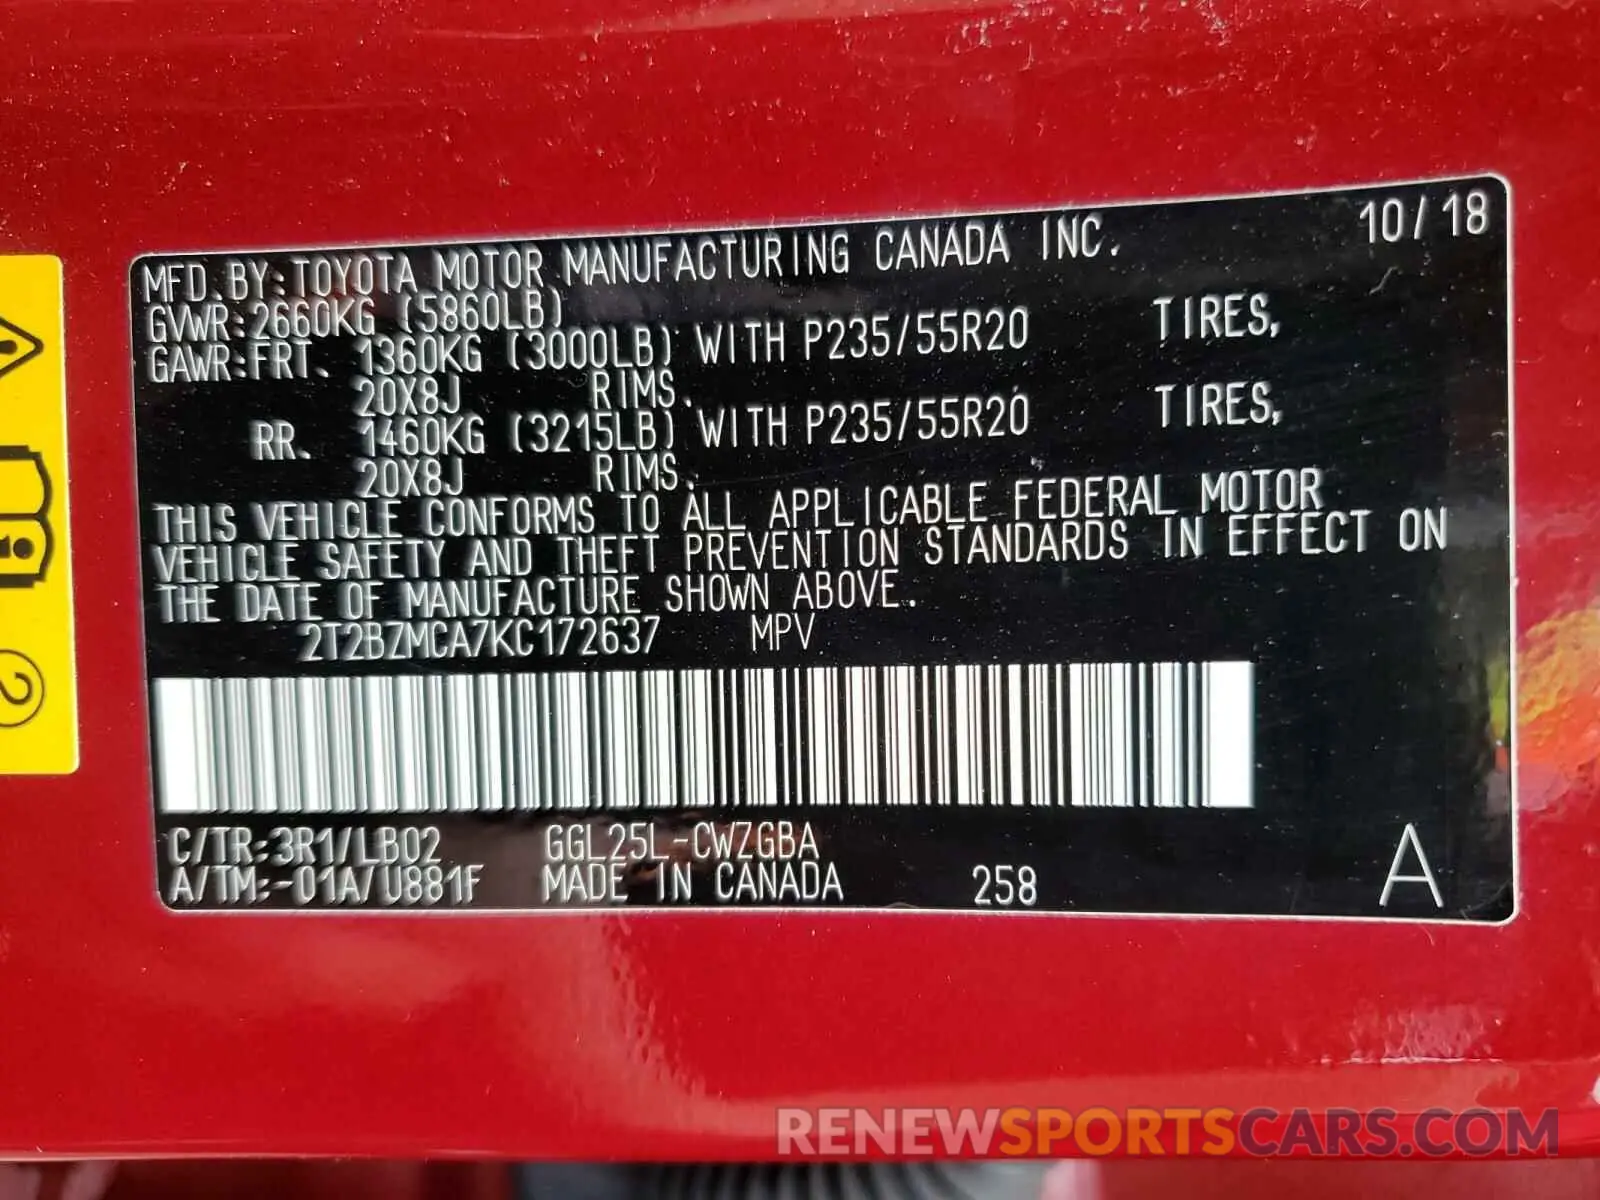 MFD. BY: TOYOTA MOTOR MANUFACTURING CANADA INC. 10/18
GVWR: 2660KG (5860LB)
GAWR: FRT. 1360KG (3000LB) WITH P235/55R20 TIRES,
20X8J RIMS.
RR. 1460KG (3215LB) WITH P235/55R20 TIRES,
20X8J RIMS.
THIS VEHICLE CONFORMS TO ALL APPLICABLE FEDERAL MOTOR
VEHICLE SAFETY AND THEFT PREVENTION STANDARDS IN EFFECT ON
THE DATE OF MANUFACTURE SHOWN ABOVE.
2T2BZMCA7KC172637 MPV
C/TR: 3R1/LB02 GGL25L-CWZGBA
A/TM: -01A/U881F MADE IN CANADA 258 A
2
RENEWSPORTSCARS.COM